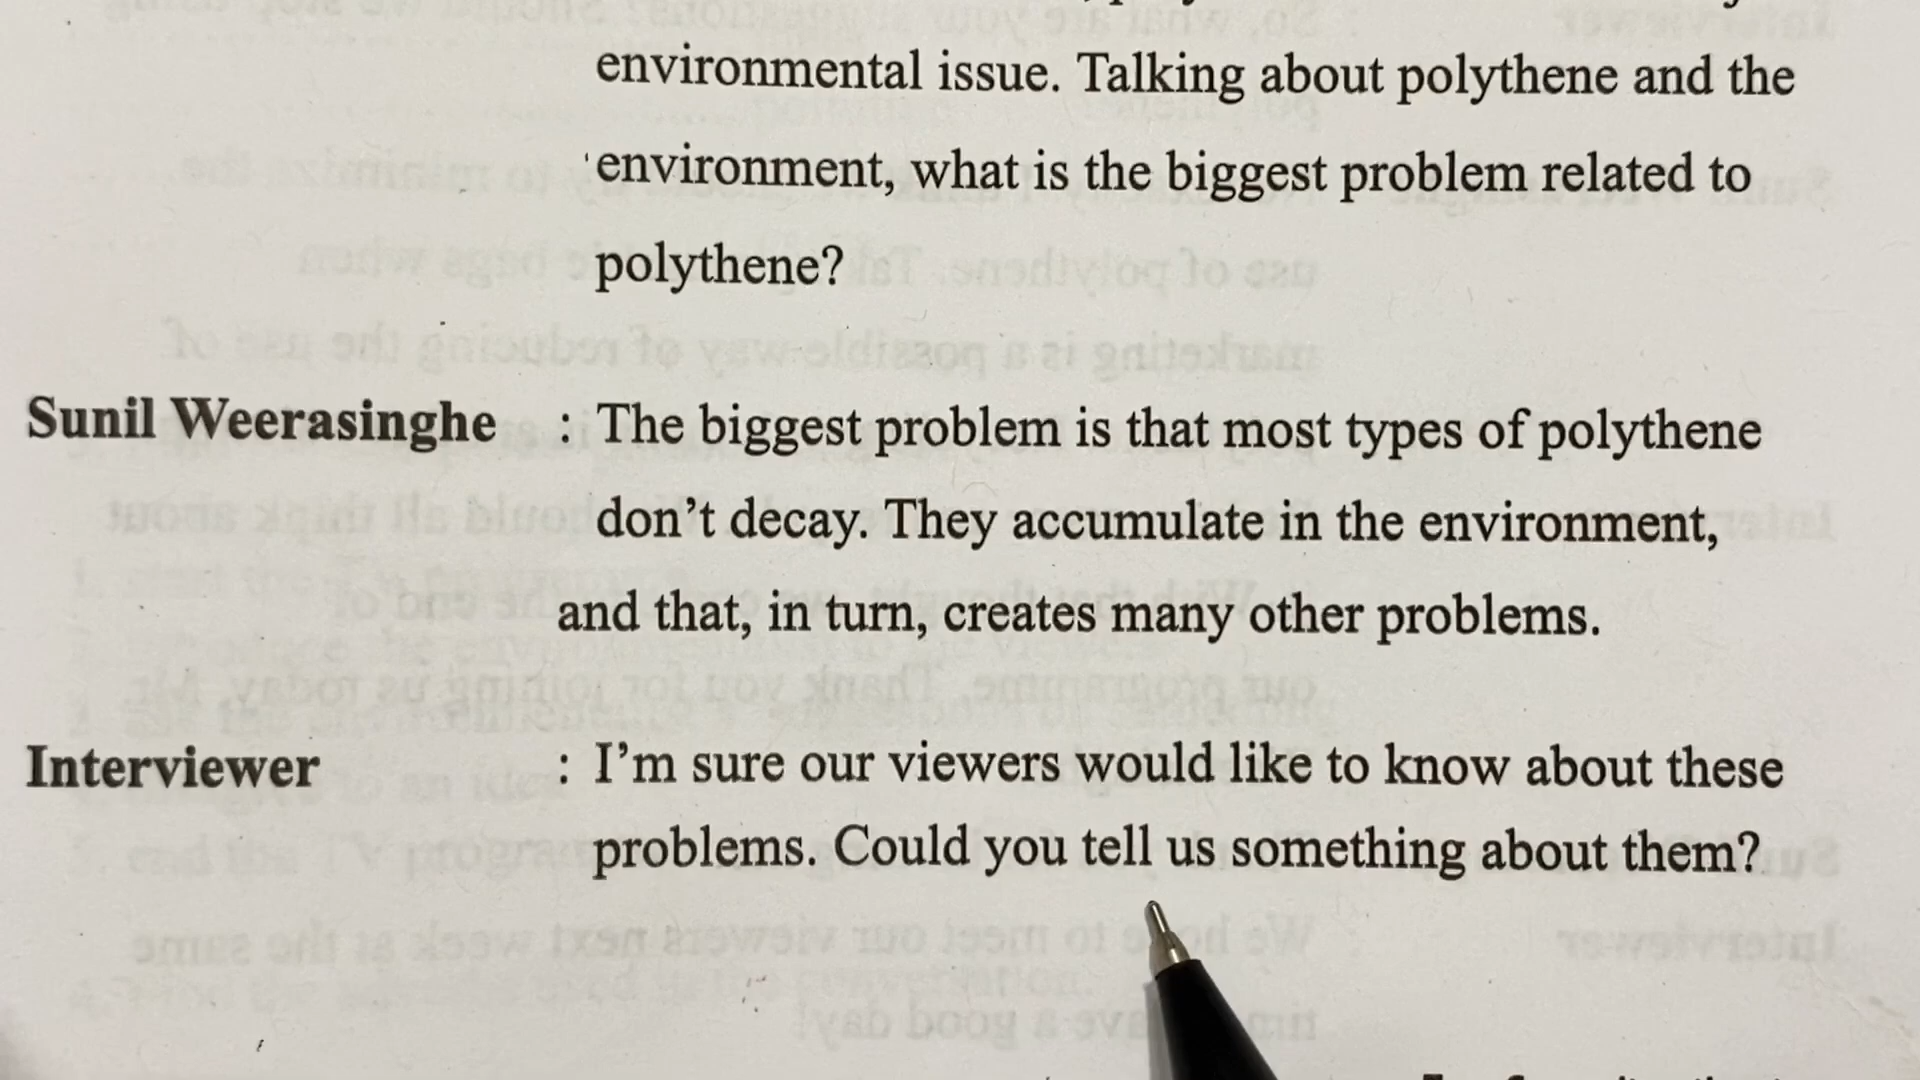 environmental issue. Talking about polythene and the
environment, what is the biggest problem related to
polythene?
Sunil Weerasinghe : The biggest problem is that most types of polythene
don't decay. They accumulate in the environment,
and that, in turn, creates many other problems.
Interviewer : I'm sure our viewers would like to know about these
problems. Could you tell us something about them?